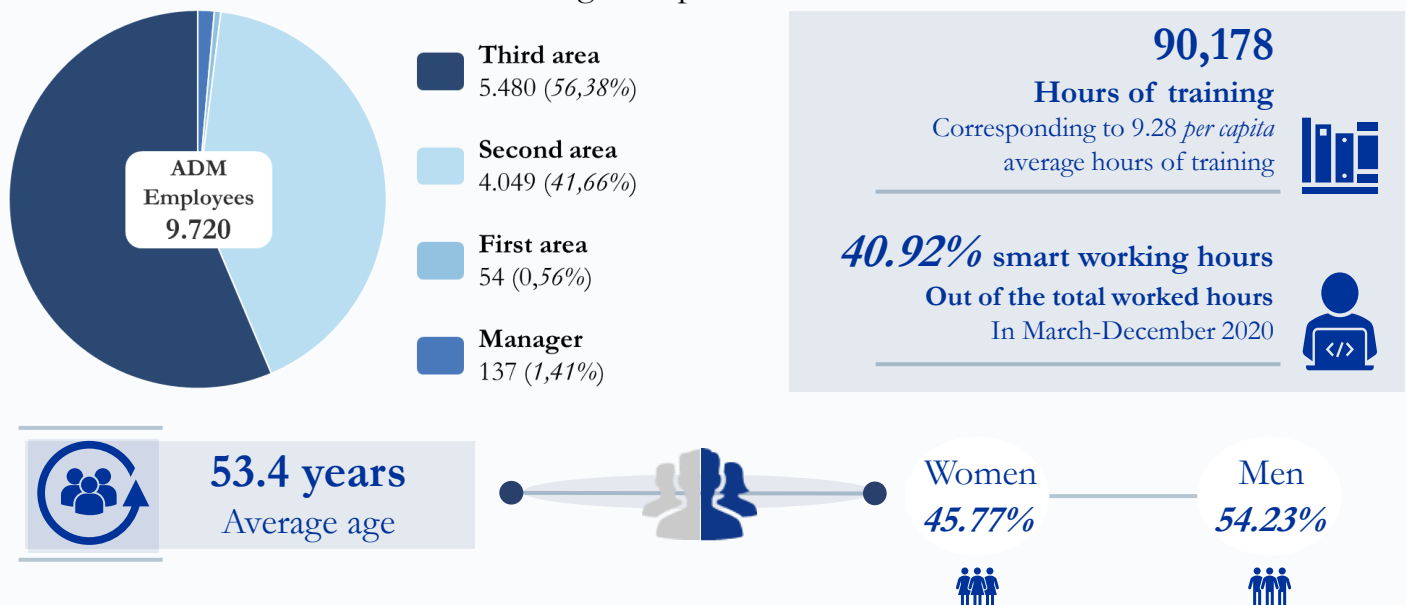 ADM
Employees
9.720
Third area
5.480 (56,38%)
Second area
4.049 (41,66%)
First area
54 (0,56%)
Manager
137 (1,41%)
90,178
Hours of training
Corresponding to 9.28 per capita
average hours of training
40.92% smart working hours
Out of the total worked hours
In March-December 2020
</>
53.4 years
Average age
Women
45.77%
Men
54.23%